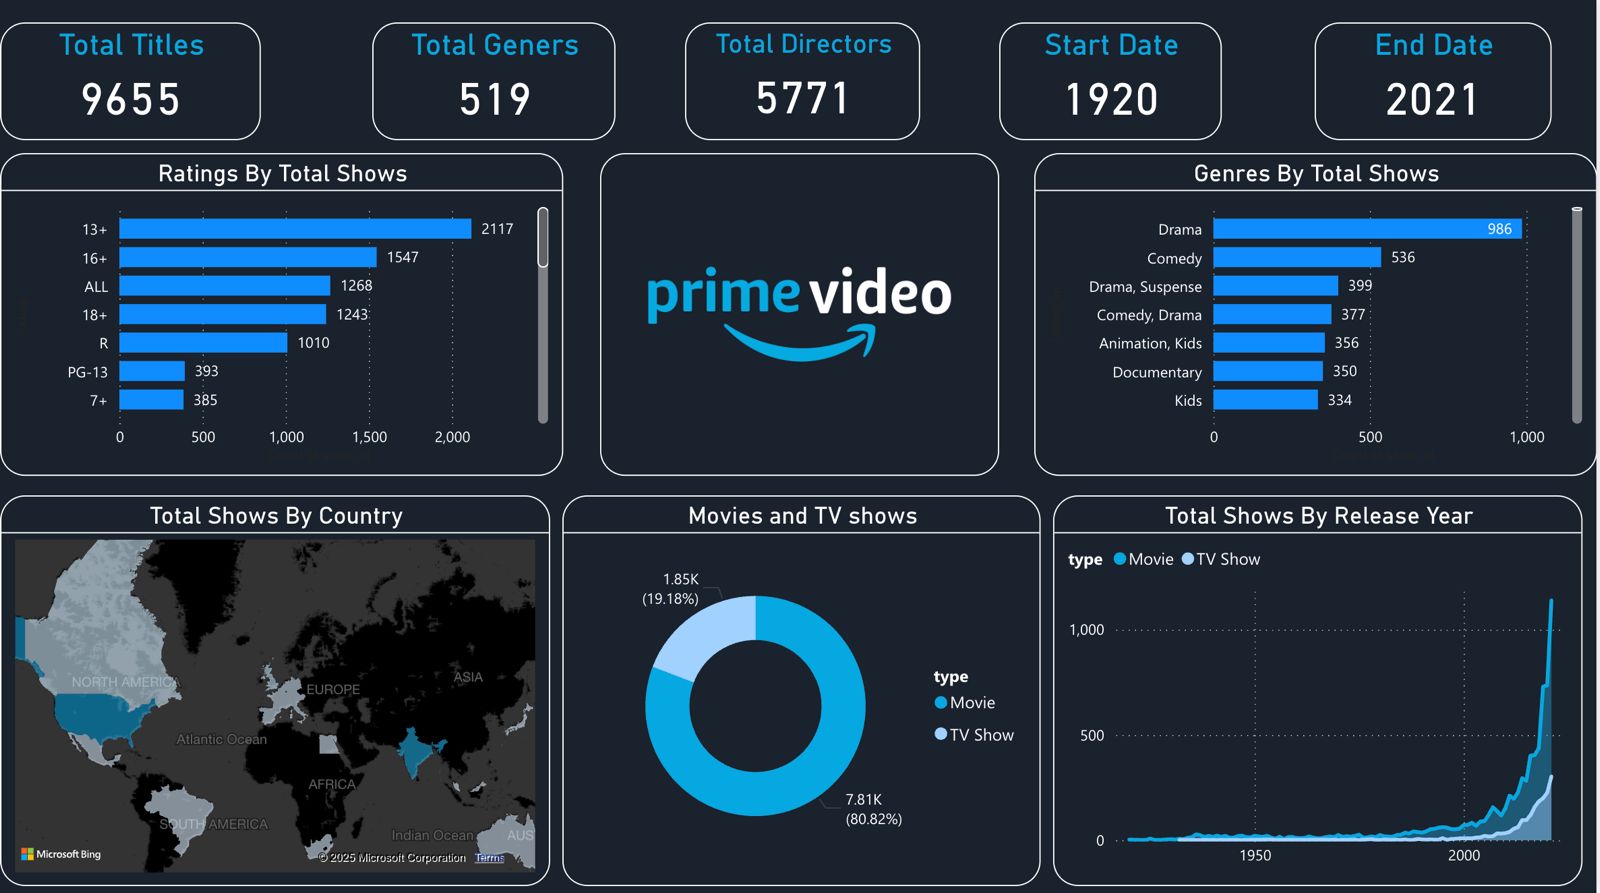 Total Titles
9655
Total Geners
519
Total Directors
5771
Start Date
1920
End Date
2021
Ratings By Total Shows
13+ 2117
16+ 1547
ALL 1268
18+ 1243
R 1010
PG-13 393
7+ 385
0 500 1,000 1,500 2,000
prime video
Genres By Total Shows
Drama 986
Comedy 536
Drama, Suspense 399
Comedy, Drama 377
Animation, Kids 356
Documentary 350
Kids 334
0 500 1,000
Total Shows By Country
NORTH AMERICA
EUROPE
ASIA
Atlantic Ocean
AFRICA
SOUTH AMERICA
Indian Ocean
AUS
Microsoft Bing
© 2025 Microsoft Corporation Terms
Movies and TV shows
1.85K
(19.18%)
type
Movie
TV Show
7.81K
(80.82%)
Total Shows By Release Year
type Movie TV Show
1,000
500
0
1950 2000